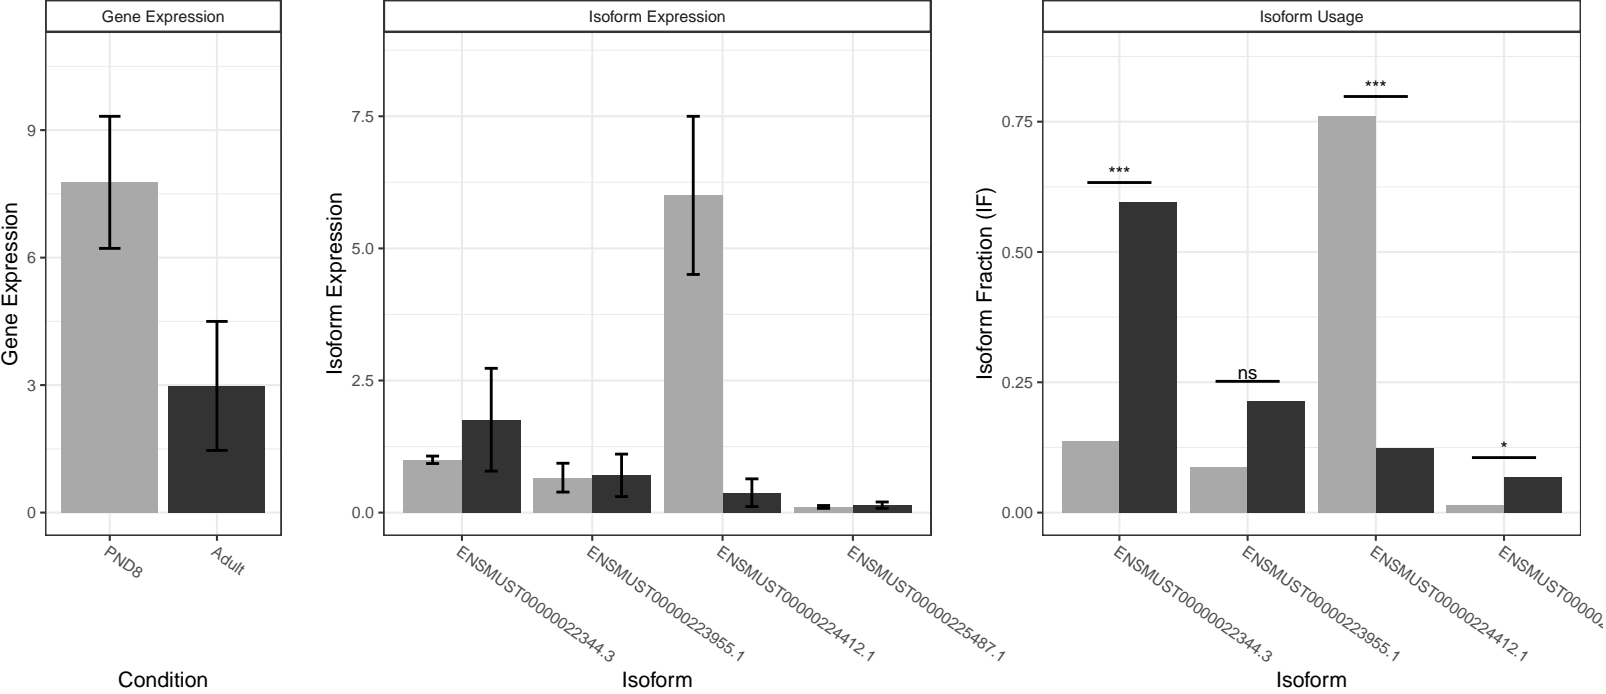 Gene Expression
Isoform Expression
Isoform Usage
Gene Expression
9
6
3
0
PND8
Adult
Condition
Isoform Expression
7.5
5.0
2.5
0.0
ENSMUST00000022344.3
ENSMUST00000223955.1
ENSMUST00000224412.1
ENSMUST00000225487.1
Isoform
Isoform Fraction (IF)
0.75
0.50
0.25
0.00
***
ns
***
*
ENSMUST00000022344.3
ENSMUST00000223955.1
ENSMUST00000224412.1
Isoform